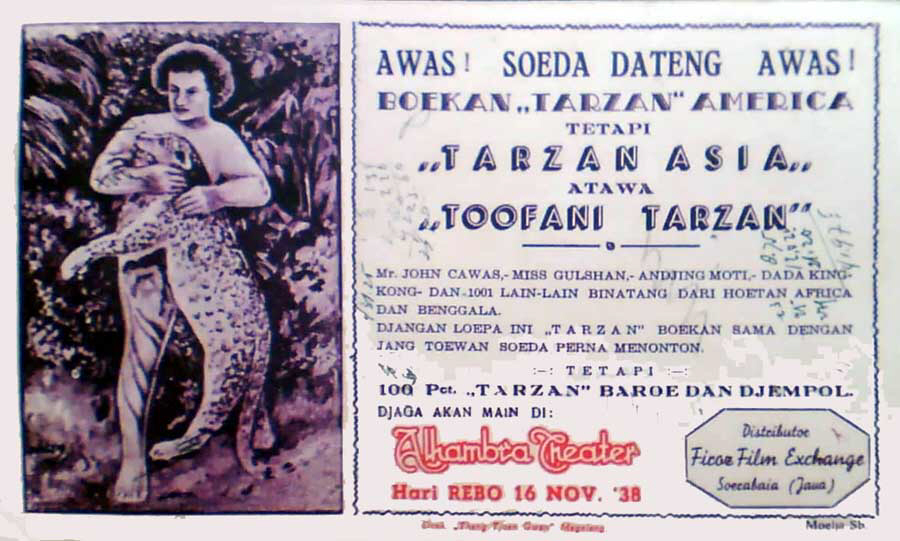 AWAS! SOEDA DATENG AWAS!
BOEKAN „TARZAN" AMERICA
TETAPI
„TARZAN ASIA„
ATAWA
„TOOFANI TARZAN"
Mr. JOHN CAWAS,- MISS GULSHAN,- ANDJING MOTI,- DADA KING-
KONG- DAN 1001 LAIN-LAIN BINATANG DARI HOETAN AFRICA
DAN BENGGALA.
DJANGAN LOEPA INI „TARZAN" BOEKAN SAMA DENGAN
JANG TOEWAN SOEDA PERNA MENONTON.
:—: TETAPI :—:
100 Pct. „TARZAN" BAROE DAN DJEMPOL.
DJAGA AKAN MAIN DI:
Alhambra Theater
Hari REBO 16 NOV. '38
Distributor
Ficoz Film Exchange
Soerabaia (Java)
Magelang
Moelja Sb.